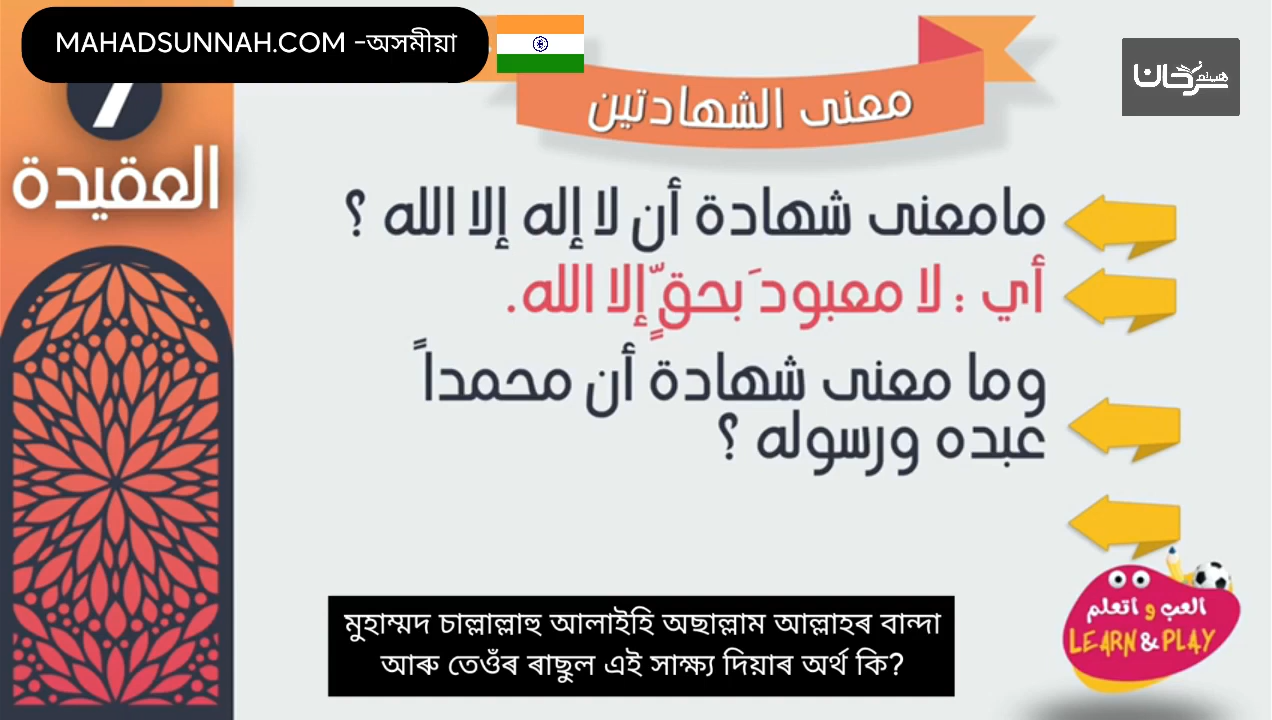 MAHADSUNNAH.COM -অসমীয়া
العقيدة
معنى الشهادتين
مامعنى شهادة أن لا إله إلا الله ؟
أي : لا معبودَ بحقٍّ إلا الله.
وما معنى شهادة أن محمداً
عبده ورسوله ؟
العب و اتعلم
LEARN & PLAY
মুহাম্মদ চাল্লাল্লাহু আলাইহি অছাল্লাম আল্লাহৰ বান্দা
আৰু তেওঁৰ ৰাছুল এই সাক্ষ্য দিয়াৰ অৰ্থ কি?